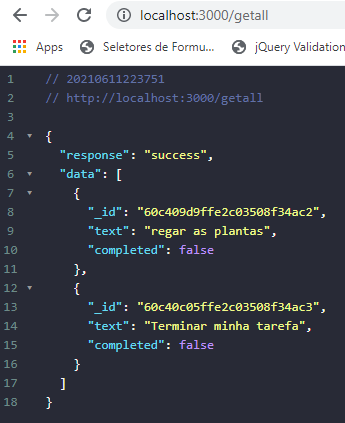 localhost:3000/getall
Apps Seletores de Formu... jQuery Validation
1 // 20210611223751
2 // http://localhost:3000/getall
3
4 {
5 "response": "success",
6 "data": [
7 {
8 "_id": "60c409d9ffe2c03508f34ac2",
9 "text": "regar as plantas",
10 "completed": false
11 },
12 {
13 "_id": "60c40c05ffe2c03508f34ac3",
14 "text": "Terminar minha tarefa",
15 "completed": false
16 }
17 ]
18 }